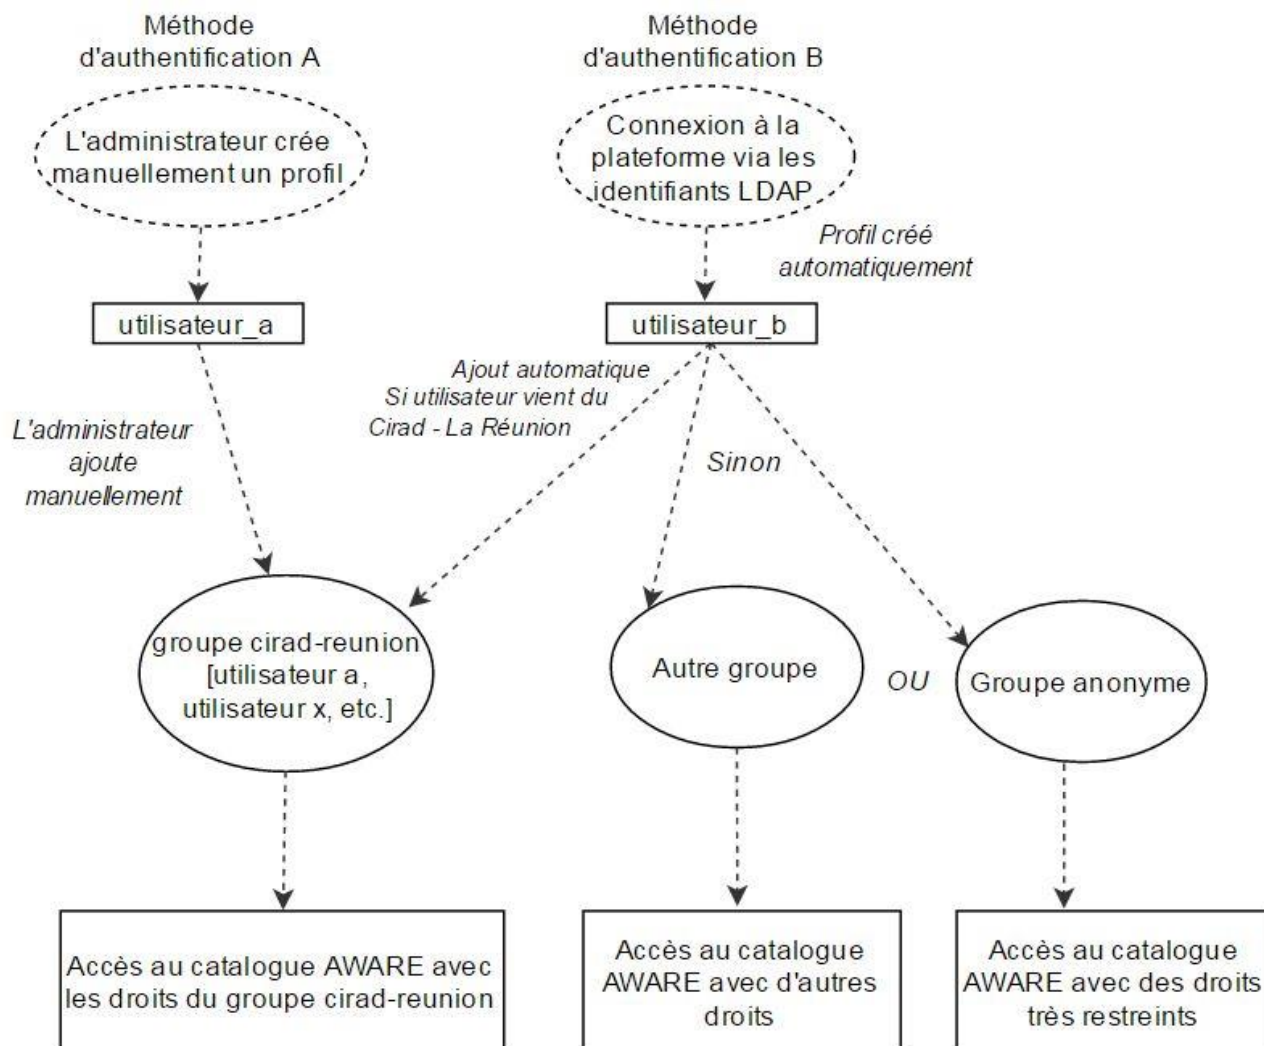 Méthode
d'authentification A
Méthode
d'authentification B
L'administrateur crée
manuellement un profil
Connexion à la
plateforme via les
identifiants LDAP
Profil créé
automatiquement
utilisateur_a
utilisateur_b
Ajout automatique
Si utilisateur vient du
Cirad - La Réunion
L'administrateur
ajoute
manuellement
Sinon
groupe cirad-reunion
[utilisateur a,
utilisateur x, etc.]
Autre groupe
OU
Groupe anonyme
Accès au catalogue AWARE avec
les droits du groupe cirad-reunion
Accès au catalogue
AWARE avec d'autres
droits
Accès au catalogue
AWARE avec des droits
très restreints